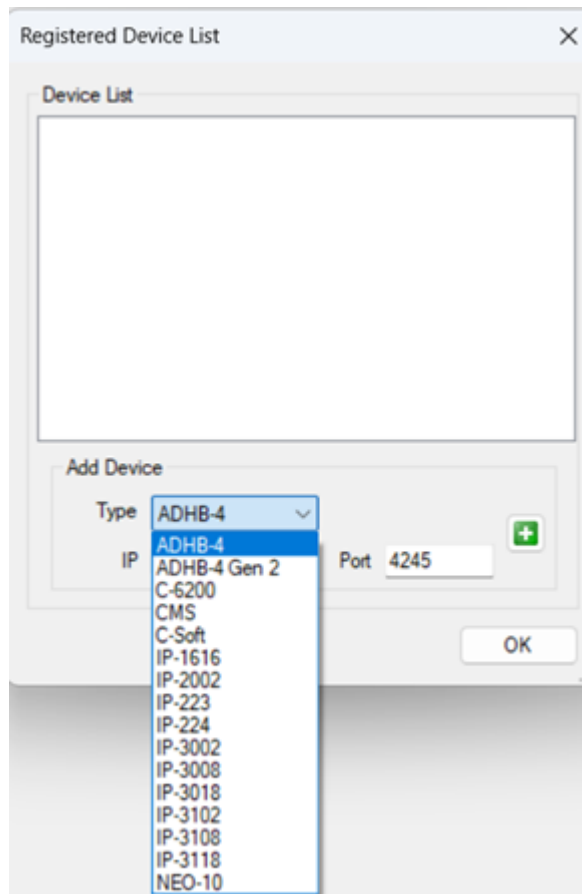 Registered Device List
Device List
Add Device
Type ADHB-4
IP Port 4245
ADHB-4
ADHB-4 Gen 2
C-6200
CMS
C-Soft
IP-1616
IP-2002
IP-223
IP-224
IP-3002
IP-3008
IP-3018
IP-3102
IP-3108
IP-3118
NEO-10
OK